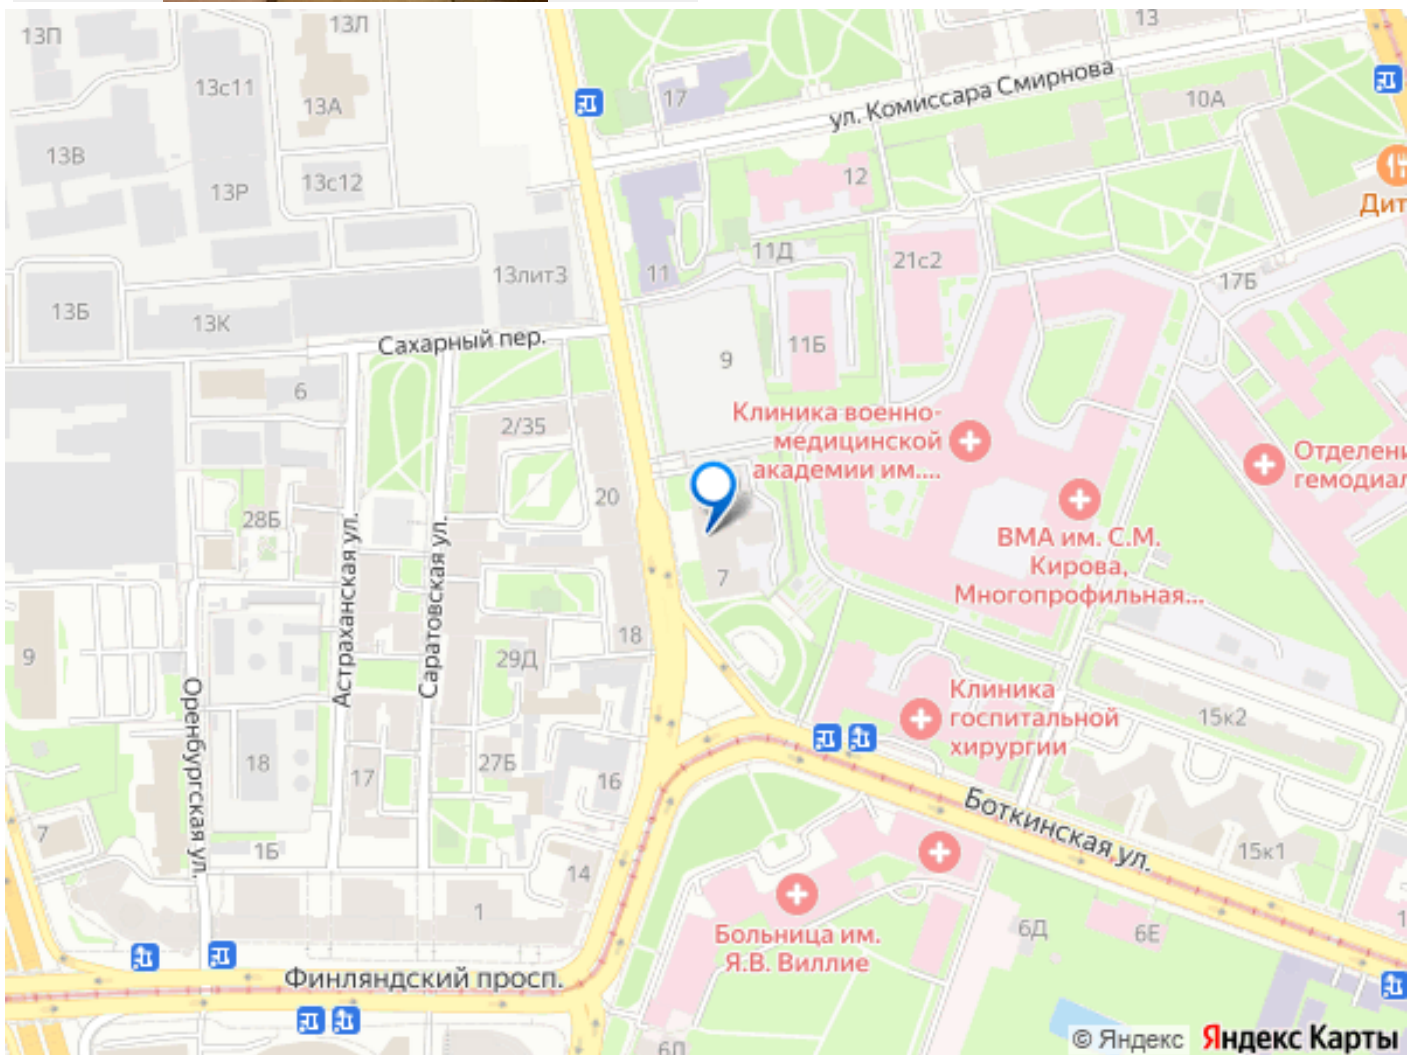 13П
13Л
13
13с11
13А
17
ул. Комиссара Смирнова
10А
13В
13Р
13с12
12
Дит
11Д
21с2
11
13литЗ
17Б
13Б
13К
Сахарный пер.
9
11Б
6
2/35
Клиника военно-
медицинской
академии им....
Отделени
гемодиал
20
28Б
ВМА им. С.М.
Кирова,
Многопрофильная...
7
Астраханская ул.
Саратовская ул.
18
9
29Д
Оренбургская ул.
Клиника
госпитальной
хирургии
15к2
18
17
27Б
16
Боткинская ул.
7
1Б
14
15к1
1
Больница им.
Я.В. Виллие
6Д
6Е
1
Финляндский просп.
© Яндекс Яндекс Карты